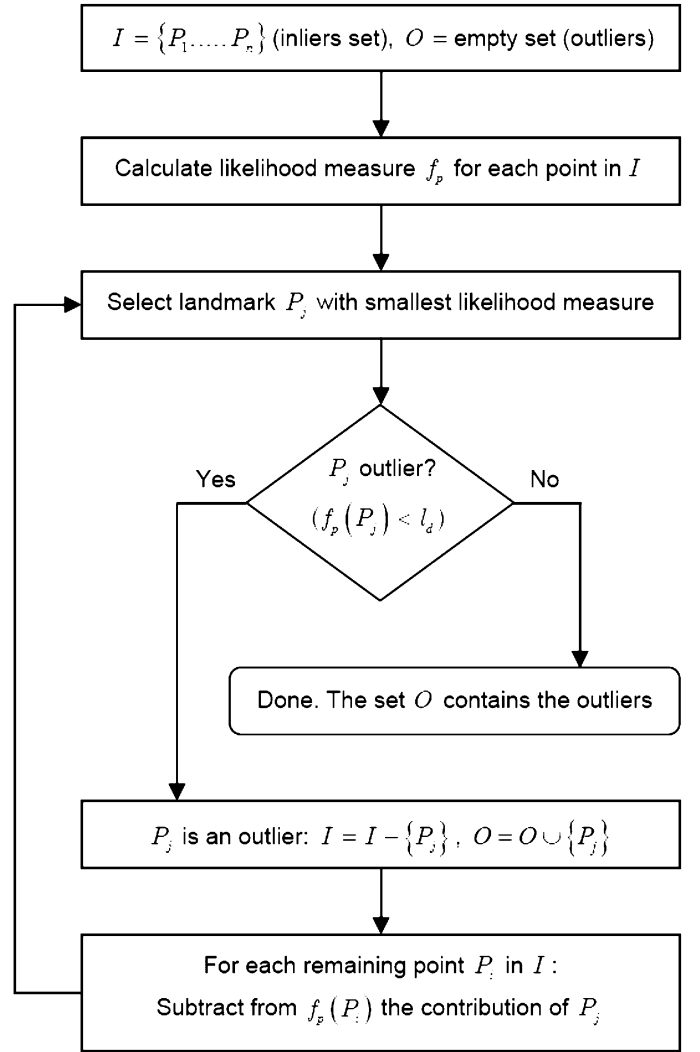 I = {P₁.....Pₙ} (inliers set), O = empty set (outliers)
Calculate likelihood measure fₚ for each point in I
Select landmark Pⱼ with smallest likelihood measure
Yes
Pⱼ outlier?
No
(fₚ(Pⱼ) < l_d)
Done. The set O contains the outliers
Pⱼ is an outlier: I = I − {Pⱼ}, O = O ∪ {Pⱼ}
For each remaining point Pᵢ in I :
Subtract from fₚ(Pᵢ) the contribution of Pⱼ